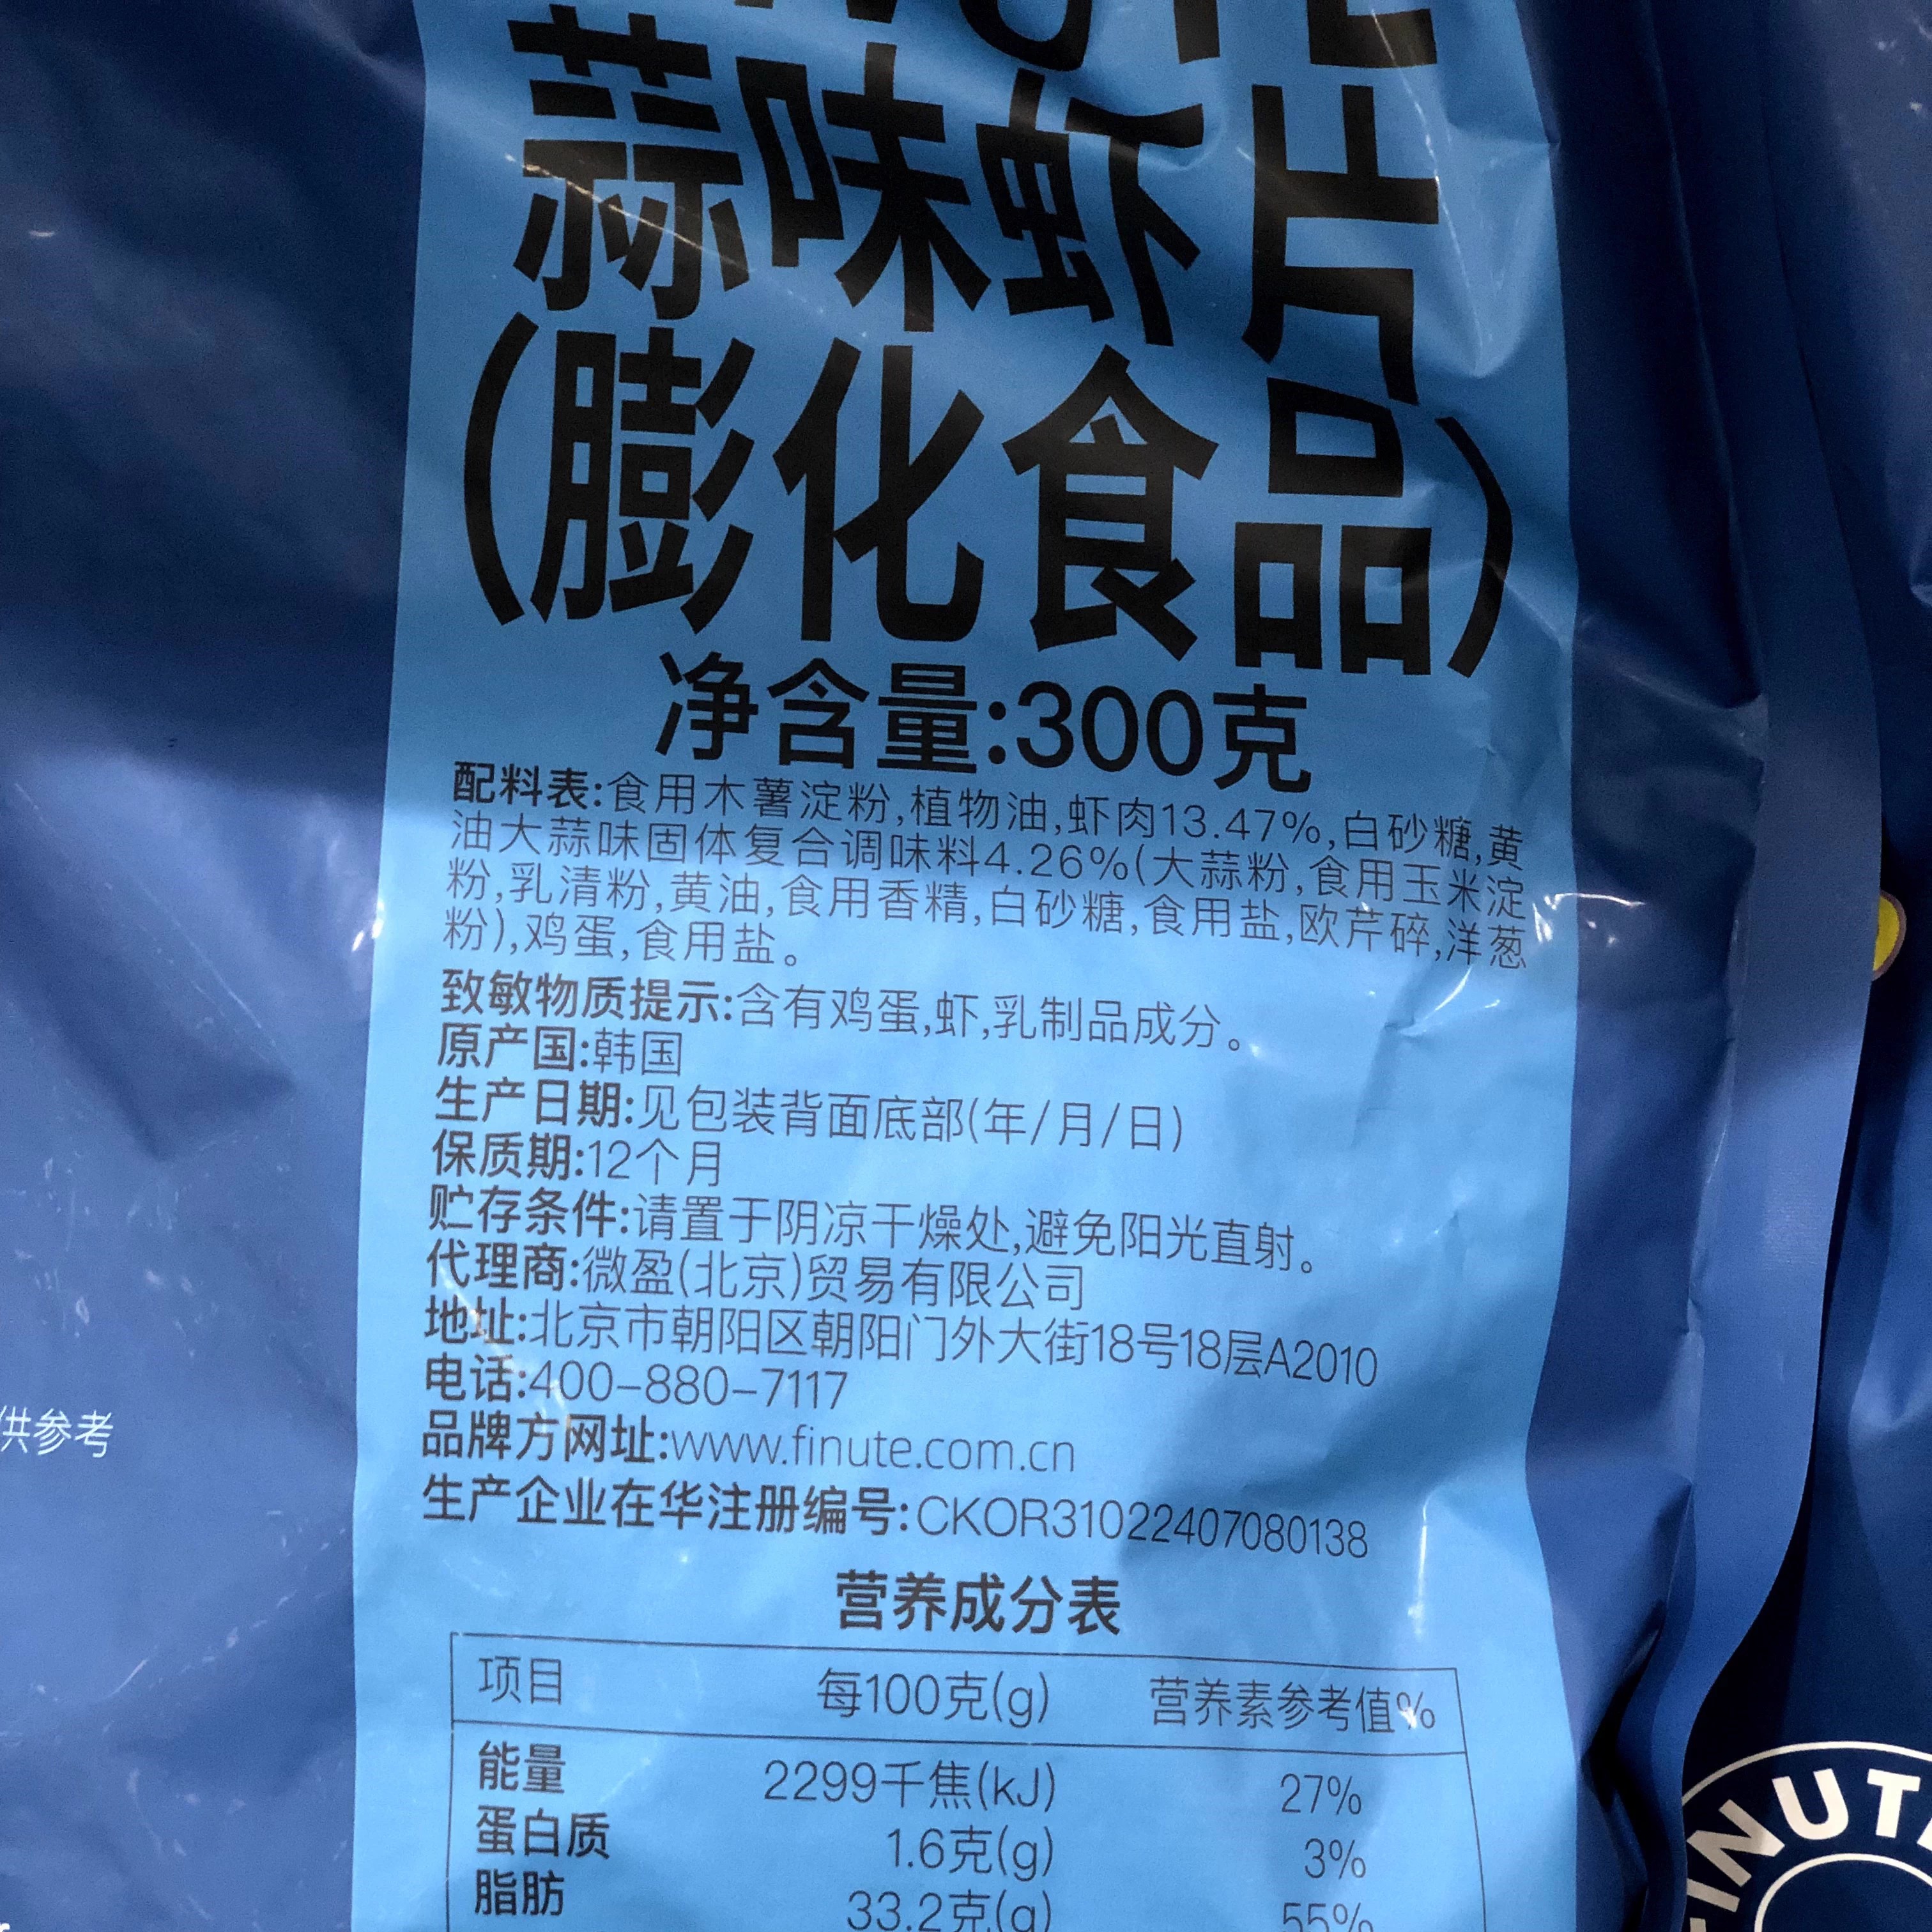 蒜味虾片
(膨化食品)
净含量:300克
配料表:食用木薯淀粉,植物油,虾肉13.47%,白砂糖,黄
油大蒜味固体复合调味料4.26%(大蒜粉,食用玉米淀
粉,乳清粉,黄油,食用香精,白砂糖,食用盐,欧芹碎,洋葱
粉),鸡蛋,食用盐。
致敏物质提示:含有鸡蛋,虾,乳制品成分。
原产国:韩国
生产日期:见包装背面底部(年/月/日)
保质期:12个月
贮存条件:请置于阴凉干燥处,避免阳光直射。
代理商:微盈(北京)贸易有限公司
地址:北京市朝阳区朝阳门外大街18号18层A2010
电话:400-880-7117
品牌方网址:www.finute.com.cn
生产企业在华注册编号:CKOR31022407080138
营养成分表
项目 每100克(g) 营养素参考值%
能量 2299千焦(kJ) 27%
蛋白质 1.6克(g) 3%
脂肪 33.2克(g) 55%
供参考
FINUTE